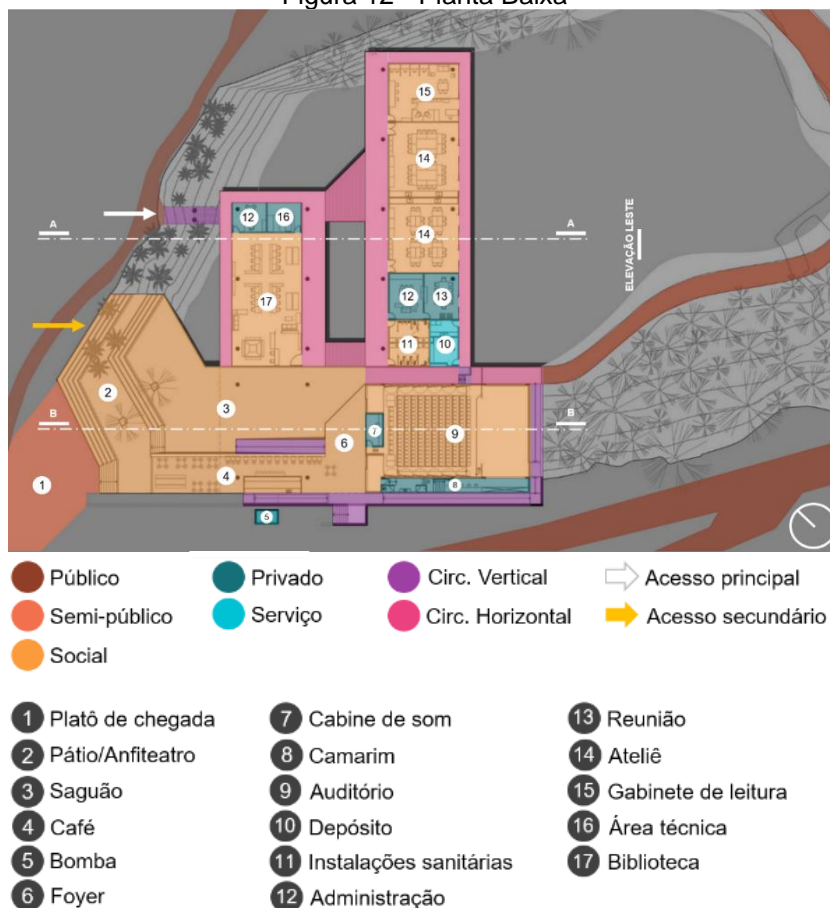 Figura 12 - Planta Baixa
15
14
A
12
16
A
14
ELEVAÇÃO LESTE
17
12
13
11
10
2
3
B
7
B
6
9
4
1
8
5
Público
Privado
Circ. Vertical
Acesso principal
Semi-público
Serviço
Circ. Horizontal
Acesso secundário
Social
1 Platô de chegada
2 Pátio/Anfiteatro
3 Saguão
4 Café
5 Bomba
6 Foyer
7 Cabine de som
8 Camarim
9 Auditório
10 Depósito
11 Instalações sanitárias
12 Administração
13 Reunião
14 Ateliê
15 Gabinete de leitura
16 Área técnica
17 Biblioteca